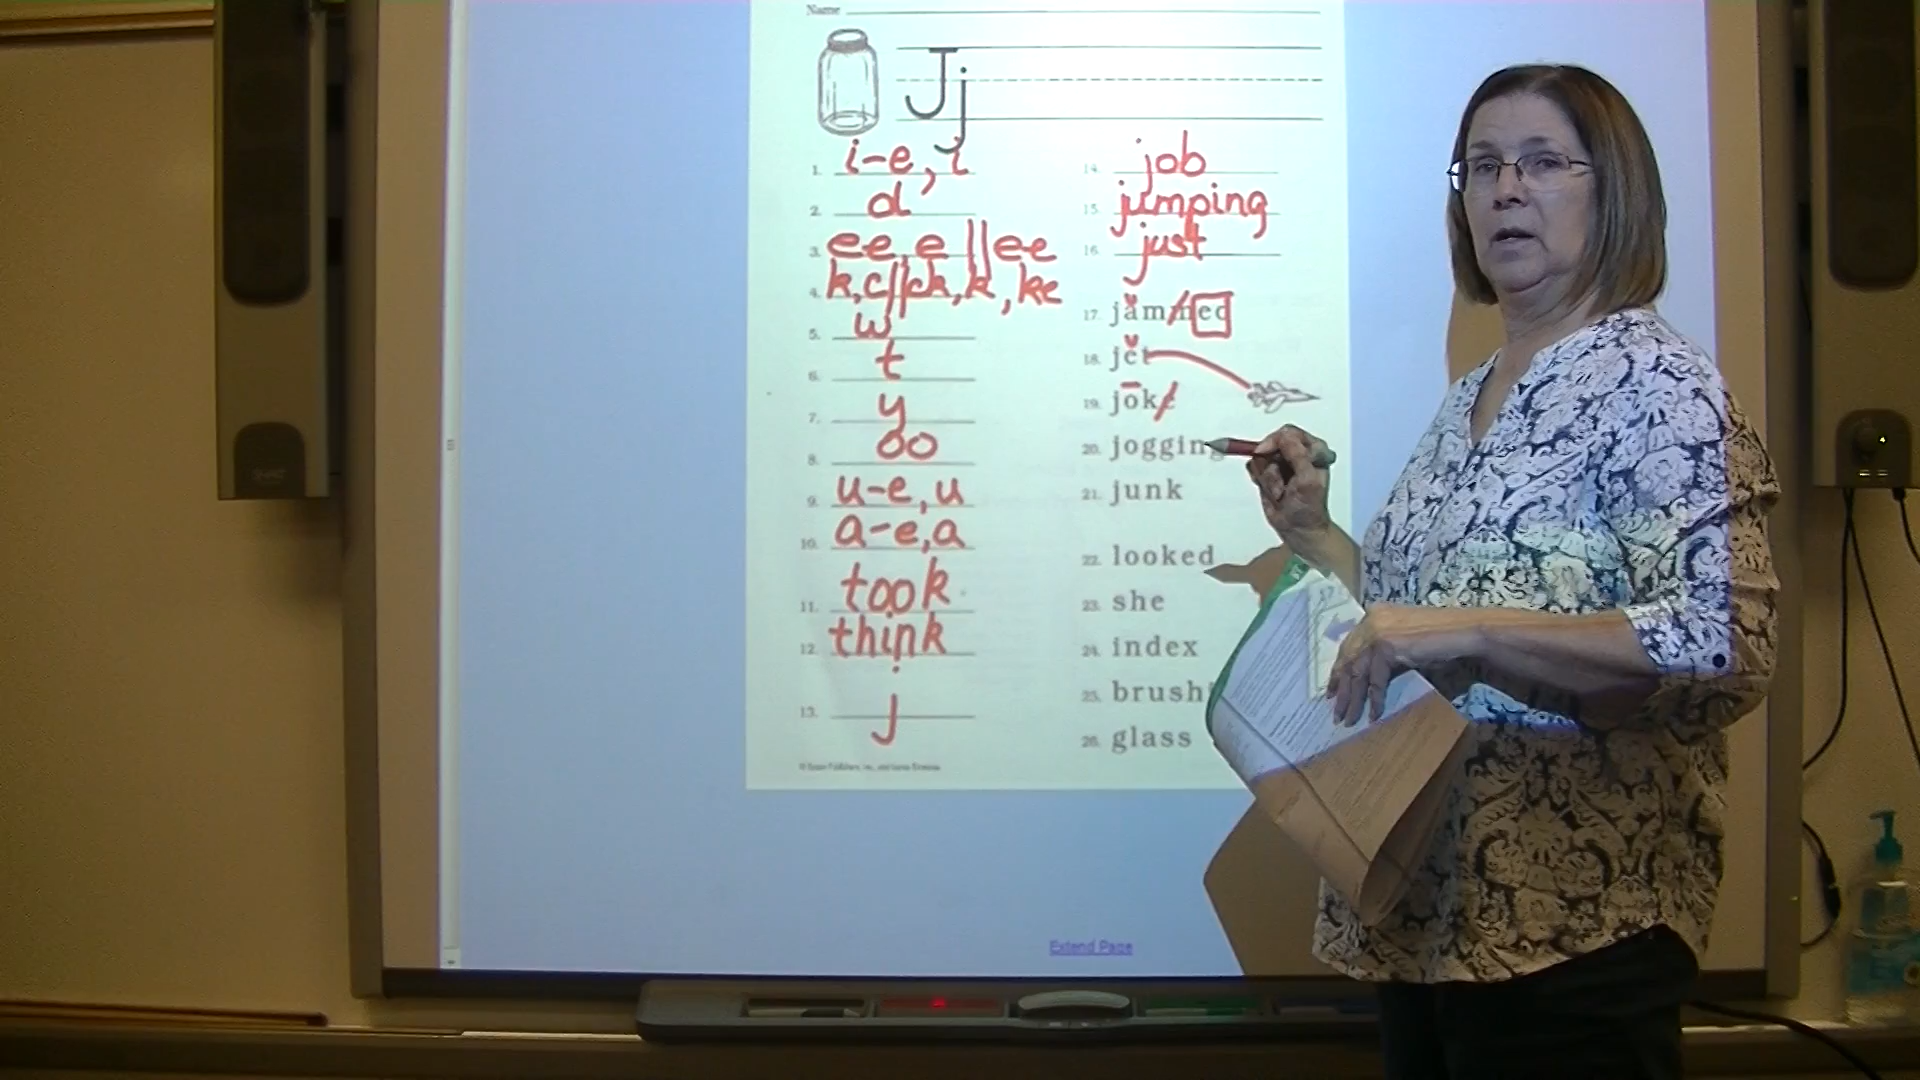 Name
J j
1. i-e, i
2. d
3. ee, e || ee
4. k, c || ck, k, ke
5. w
6. t
7. y
8. oo
9. u-e, u
10. a-e, a
11. took
12. think
13. j
14. job
15. jumping
16. just
17. jammed
18. jet
19. joke
20. jogging
21. junk
22. looked
23. she
24. index
25. brush
26. glass
Extend Page